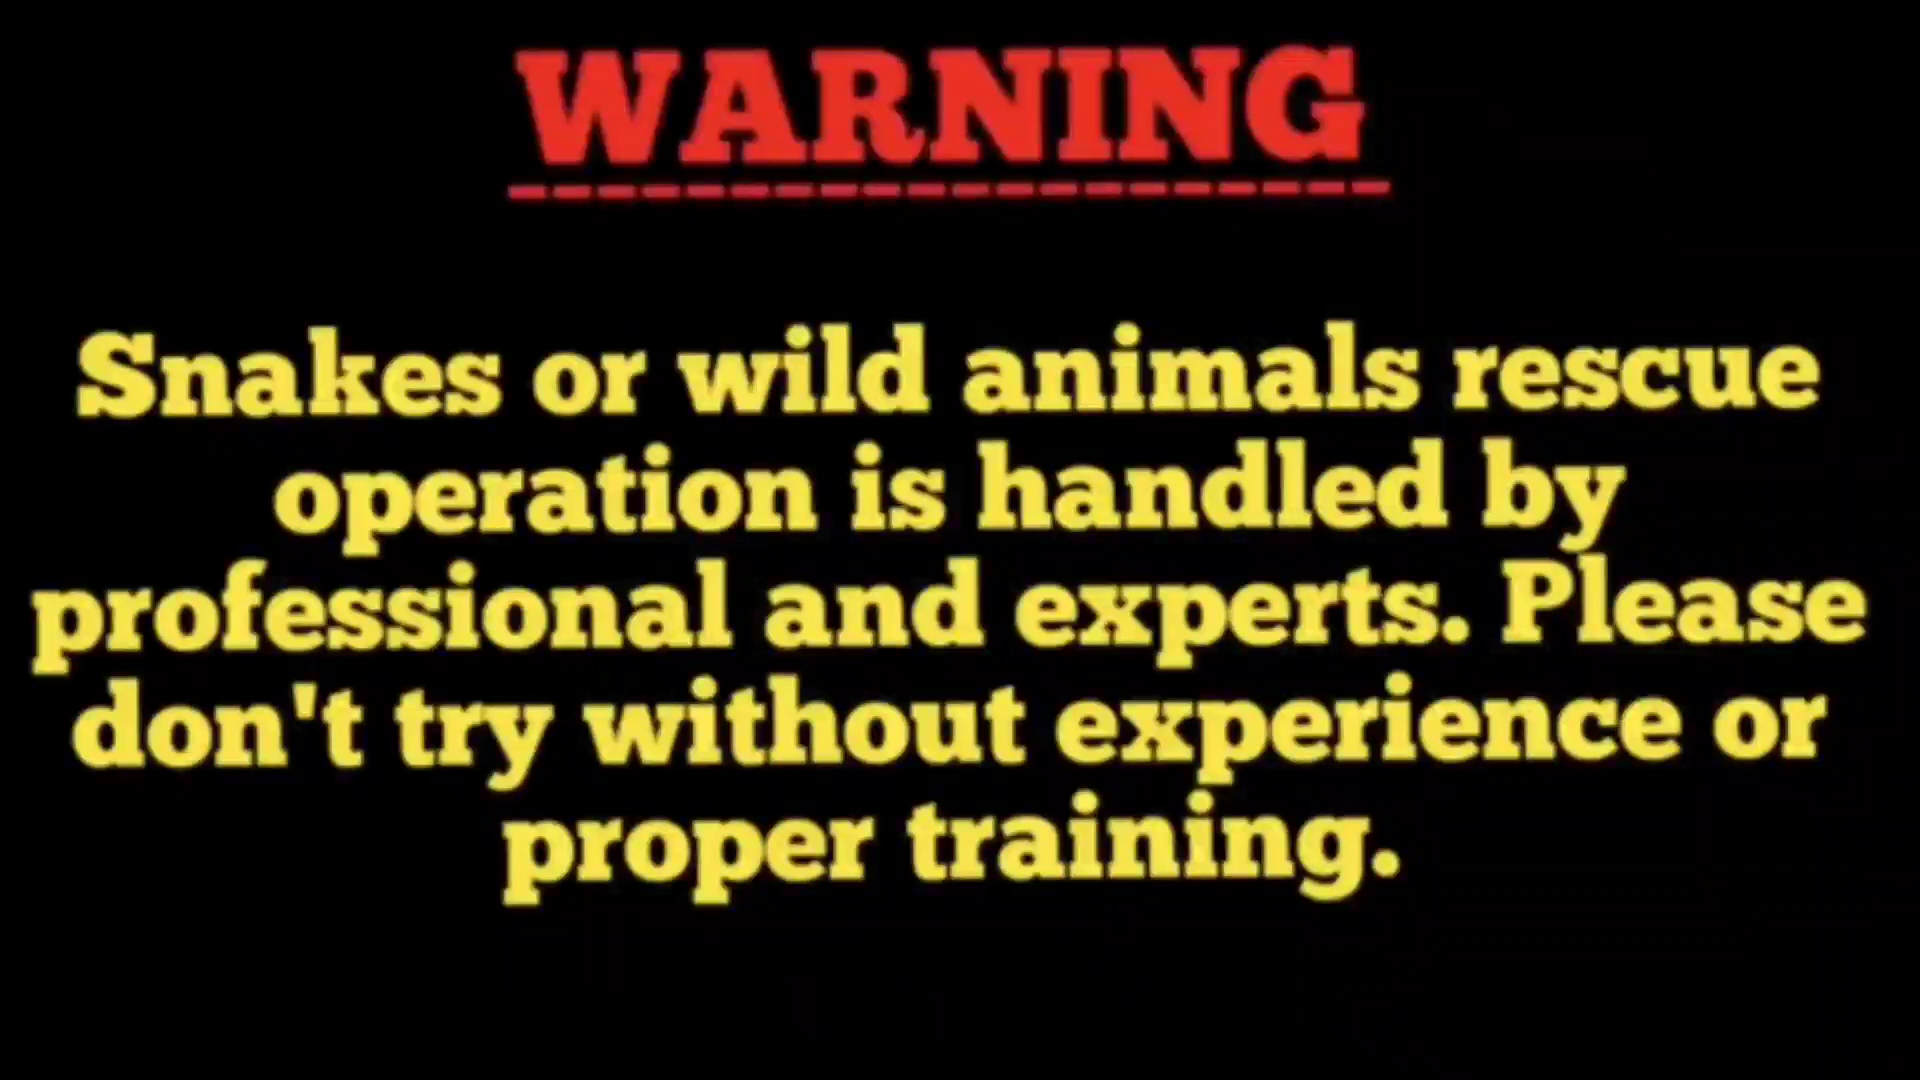 WARNING
Snakes or wild animals rescue
operation is handled by
professional and experts. Please
don't try without experience or
proper training.